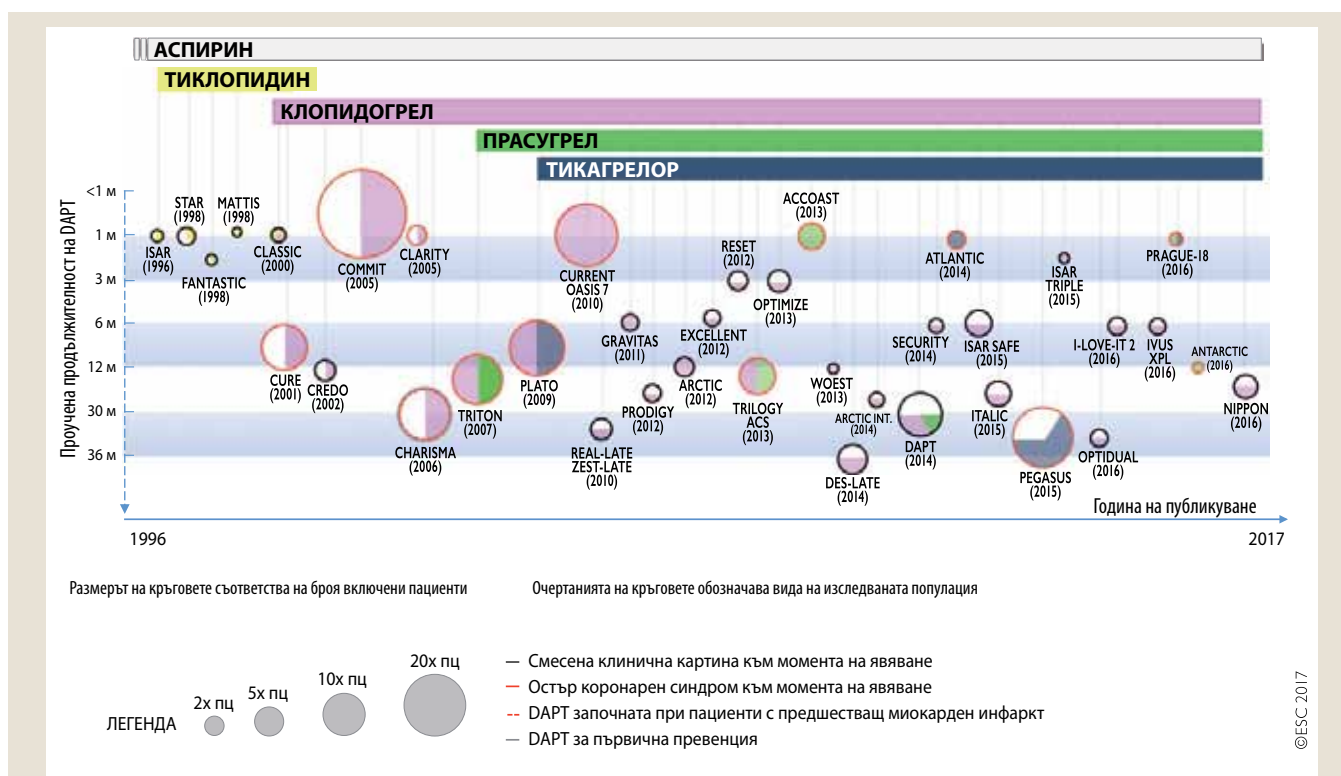 АСПИРИН
ТИКЛОПИДИН
КЛОПИДОГРЕЛ
ПРАСУГРЕЛ
ТИКАГРЕЛОР
Проучена продължителност на DAPT
<1 м
1 м
3 м
6 м
12 м
30 м
36 м
ISAR
(1996)
STAR
(1998)
FANTASTIC
(1998)
MATTIS
(1998)
CLASSIC
(2000)
COMMIT
(2005)
CLARITY
(2005)
CURE
(2001)
CREDO
(2002)
CHARISMA
(2006)
TRITON
(2007)
PLATO
(2009)
CURRENT
OASIS 7
(2010)
REAL-LATE
ZEST-LATE
(2010)
GRAVITAS
(2011)
PRODIGY
(2012)
ARCTIC
(2012)
EXCELLENT
(2012)
RESET
(2012)
OPTIMIZE
(2013)
TRILOGY
ACS
(2013)
ACCOAST
(2013)
WOEST
(2013)
DES-LATE
(2014)
ARCTIC INT.
(2014)
DAPT
(2014)
SECURITY
(2014)
ATLANTIC
(2014)
ISAR SAFE
(2015)
ITALIC
(2015)
PEGASUS
(2015)
ISAR
TRIPLE
(2015)
OPTIDUAL
(2016)
I-LOVE-IT 2
(2016)
IVUS
XPL
(2016)
PRAGUE-18
(2016)
ANTARCTIC
(2016)
NIPPON
(2016)
Година на публикуване
1996
2017
Размерът на кръговете съответства на броя включени пациенти
Очертанията на кръговете обозначава вида на изследваната популация
ЛЕГЕНДА
2x пц
5x пц
10x пц
20x пц
Смесена клинична картина към момента на явяване
Остър коронарен синдром към момента на явяване
DAPT започната при пациенти с предшестващ миокарден инфаркт
DAPT за първична превенция
©ESC 2017